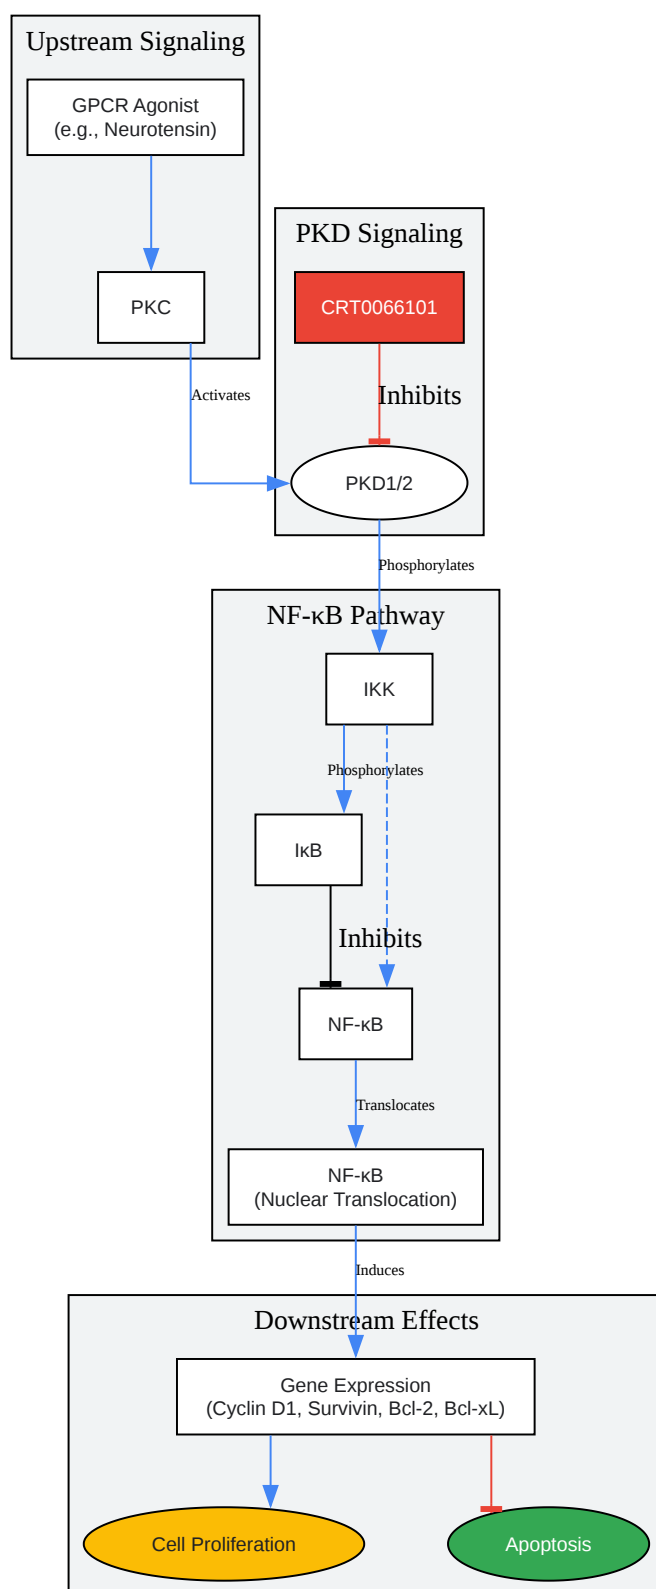 Upstream Signaling
GPCR Agonist
(e.g., Neurotensin)
PKC
Activates
PKD Signaling
CRT0066101
Inhibits
PKD1/2
Phosphorylates
NF-κB Pathway
IKK
Phosphorylates
IκB
Inhibits
NF-κB
Translocates
NF-κB
(Nuclear Translocation)
Induces
Downstream Effects
Gene Expression
(Cyclin D1, Survivin, Bcl-2, Bcl-xL)
Cell Proliferation
Apoptosis